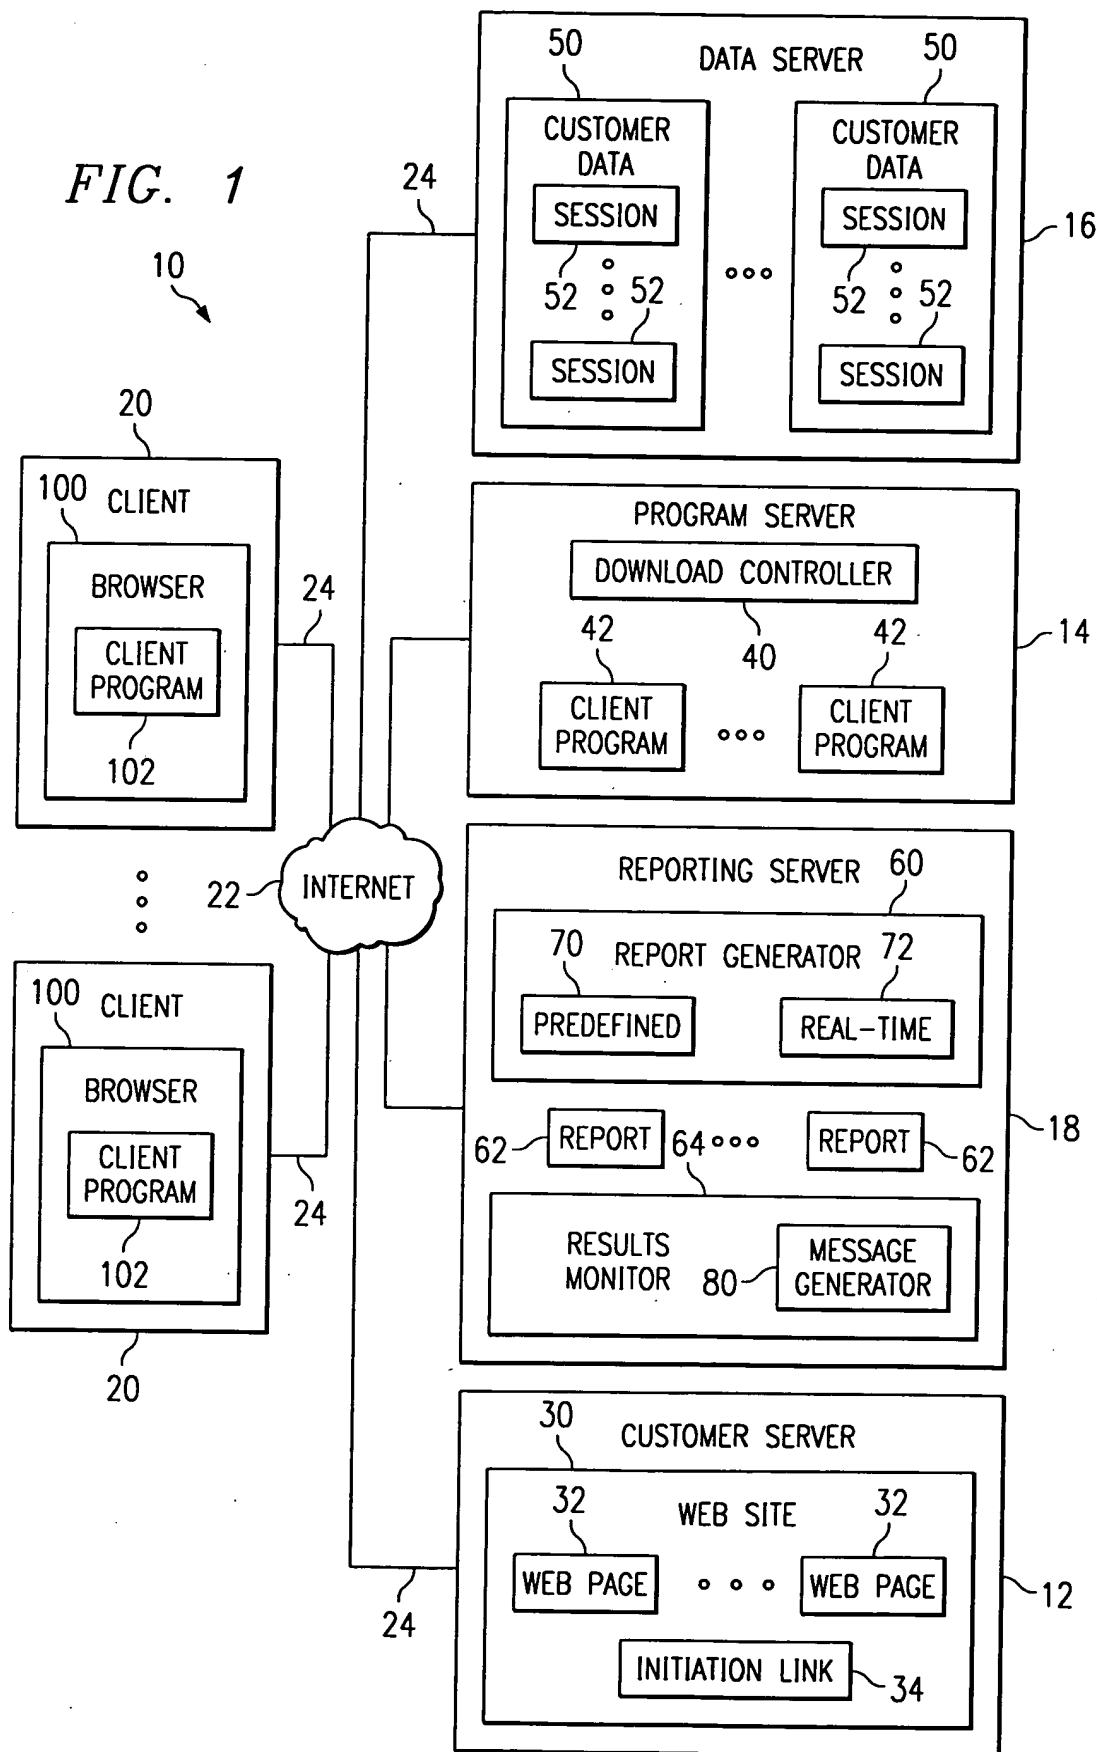 FIG. 1
10
50
DATA SERVER
50
CUSTOMER
DATA
SESSION
52
52
SESSION
CUSTOMER
DATA
SESSION
52
52
SESSION
16
24
20
100
CLIENT
BROWSER
CLIENT
PROGRAM
102
24
PROGRAM SERVER
DOWNLOAD CONTROLLER
40
42
42
CLIENT
PROGRAM
CLIENT
PROGRAM
14
22
INTERNET
REPORTING SERVER
60
REPORT GENERATOR
70
72
PREDEFINED
REAL-TIME
62
REPORT
64
REPORT
62
18
RESULTS
MONITOR
80
MESSAGE
GENERATOR
100
CLIENT
BROWSER
CLIENT
PROGRAM
102
24
20
30
CUSTOMER SERVER
WEB SITE
32
32
WEB PAGE
WEB PAGE
12
24
INITIATION LINK
34